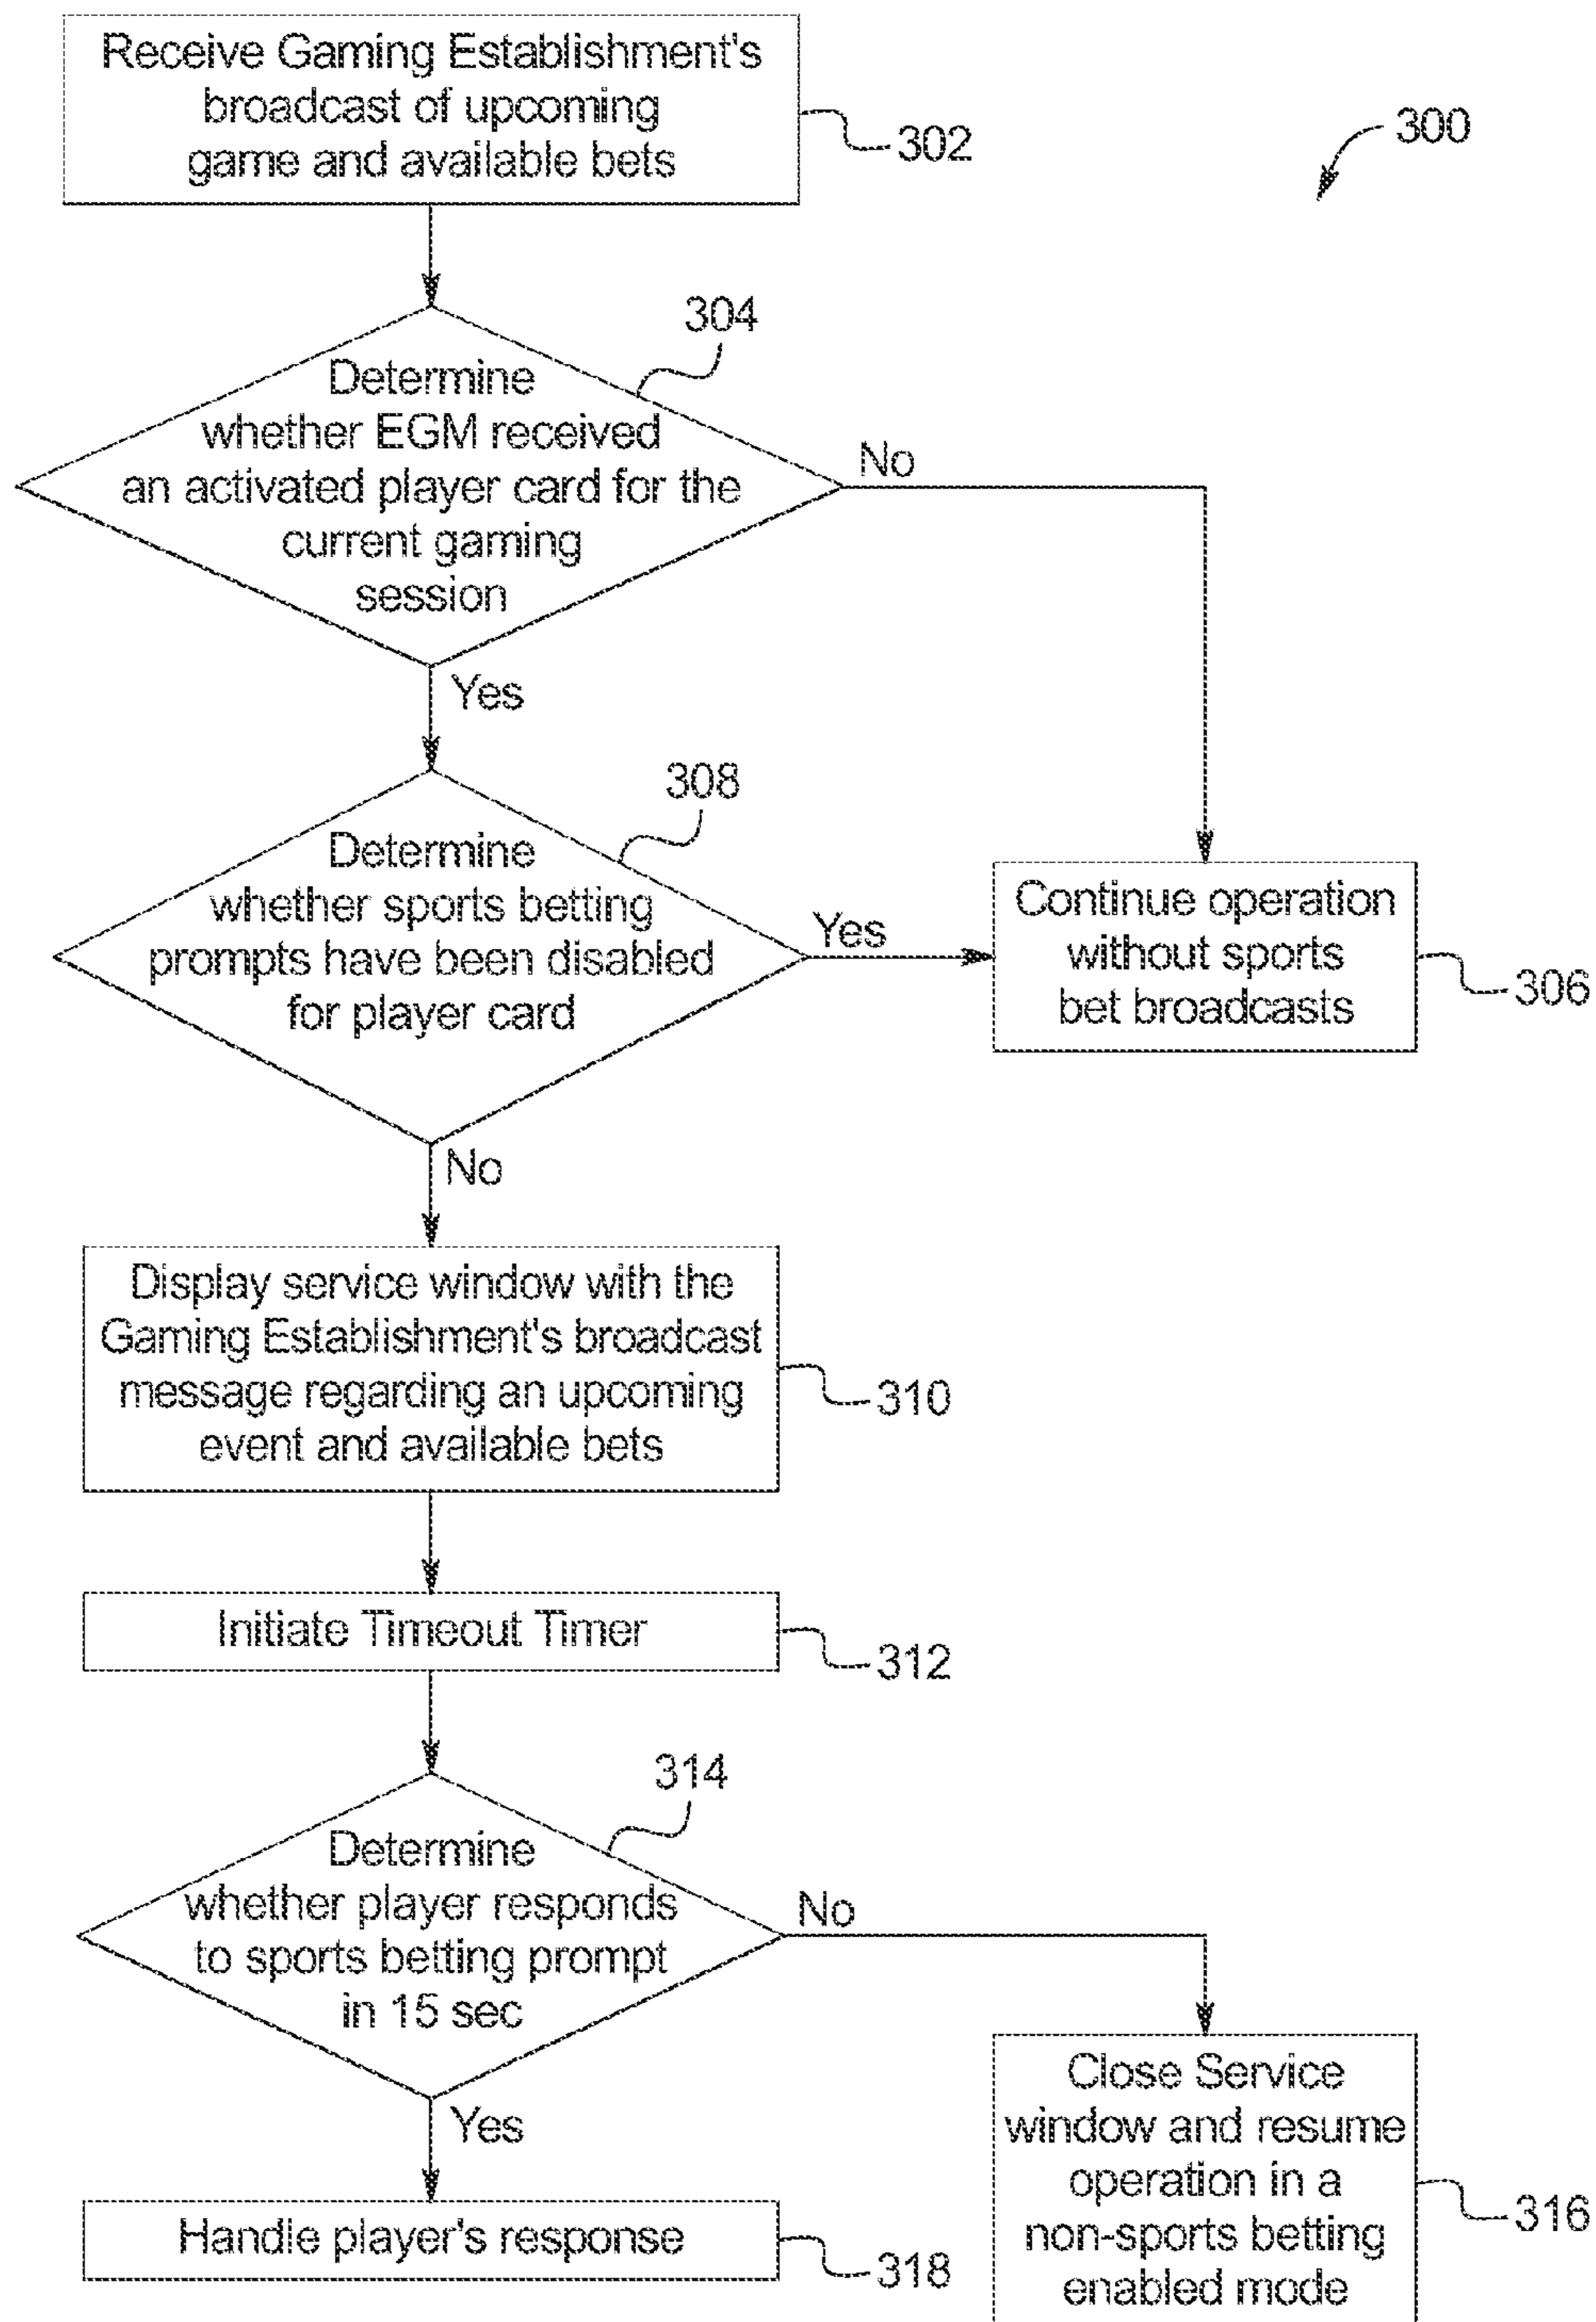 Receive Gaming Establishment's
broadcast of upcoming
game and available bets
302
300
304
Determine
whether EGM received
an activated player card for the
current gaming
session
No
Yes
308
Determine
whether sports betting
prompts have been disabled
for player card
Yes
Continue operation
without sports
bet broadcasts
306
No
Display service window with the
Gaming Establishment's broadcast
message regarding an upcoming
event and available bets
310
Initiate Timeout Timer
312
314
Determine
whether player responds
to sports betting prompt
in 15 sec
No
Yes
Close Service
window and resume
operation in a
non-sports betting
enabled mode
316
Handle player's response
318